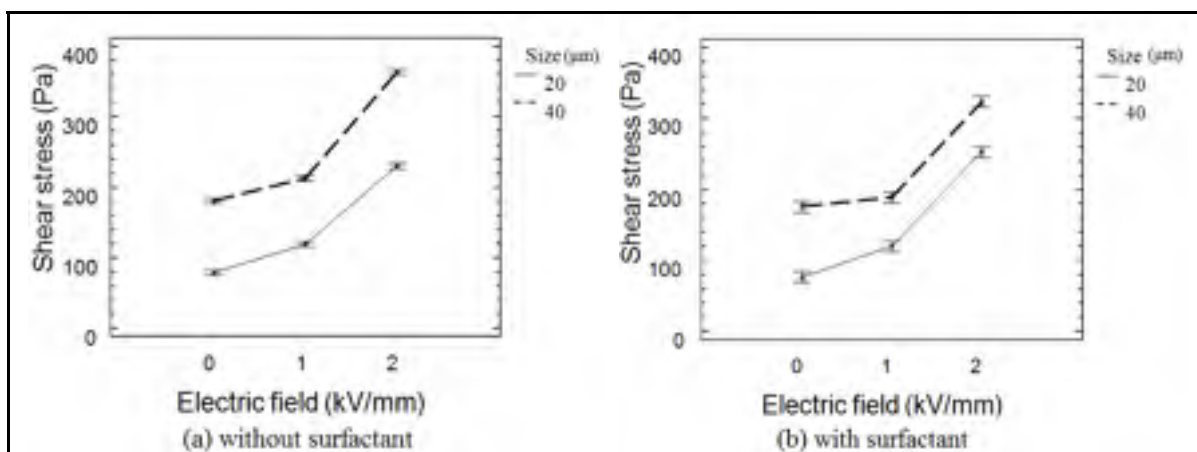 400
300
200
100
0
Shear stress (Pa)
0 1 2
Electric field (kV/mm)
(a) without surfactant
Size (μm)
20
40
400
300
200
100
0
Shear stress (Pa)
0 1 2
Electric field (kV/mm)
(b) with surfactant
Size (μm)
20
40